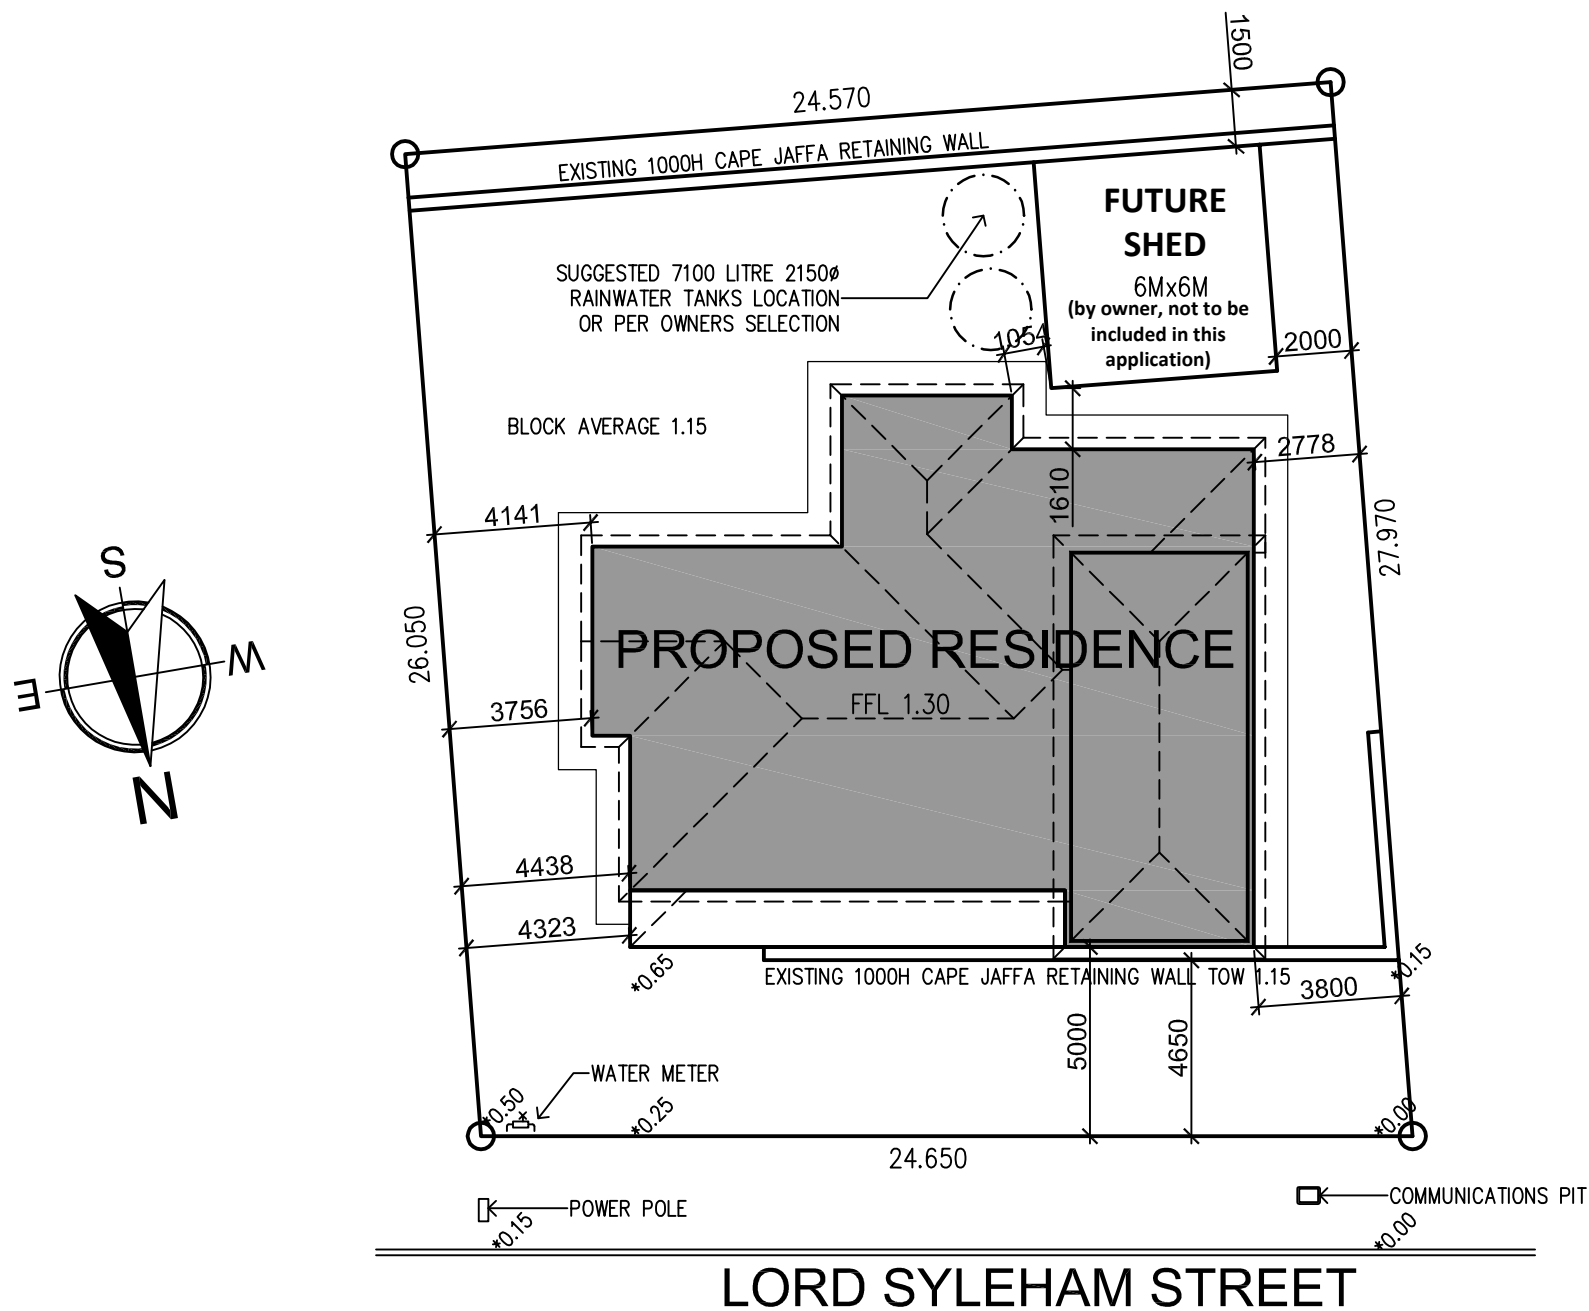 1500
24.570
EXISTING 1000H CAPE JAFFA RETAINING WALL
FUTURE
SHED
6Mx6M
(by owner, not to be
included in this
application)
SUGGESTED 7100 LITRE 2150ø
RAINWATER TANKS LOCATION
OR PER OWNERS SELECTION
1054
2000
BLOCK AVERAGE 1.15
2778
1610
4141
27.970
S
W
E
N
26.050
PROPOSED RESIDENCE
FFL 1.30
3756
4438
4323
*0.65
EXISTING 1000H CAPE JAFFA RETAINING WALL TOW 1.15
*0.15
3800
5000
4650
WATER METER
*0.50
*0.25
*0.00
24.650
POWER POLE
*0.15
COMMUNICATIONS PIT
*0.00
LORD SYLEHAM STREET